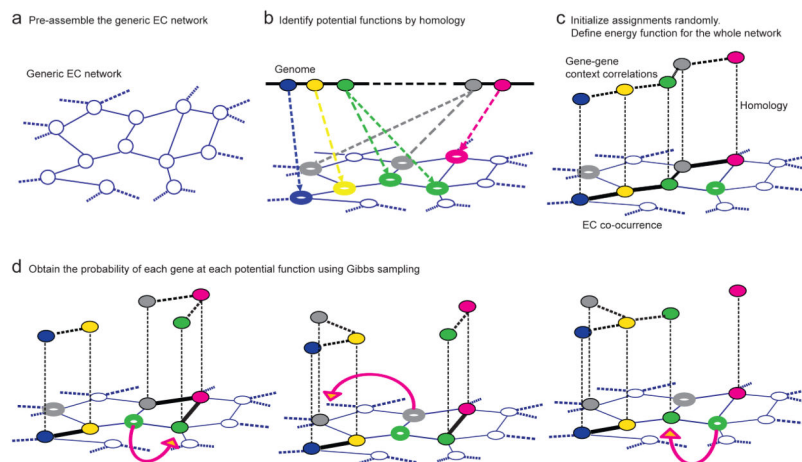 a Pre-assemble the generic EC network
Generic EC network
b Identify potential functions by homology
Genome
c Initialize assignments randomly.
Define energy function for the whole network
Gene-gene
context correlations
Homology
EC co-ocurrence
d Obtain the probability of each gene at each potential function using Gibbs sampling